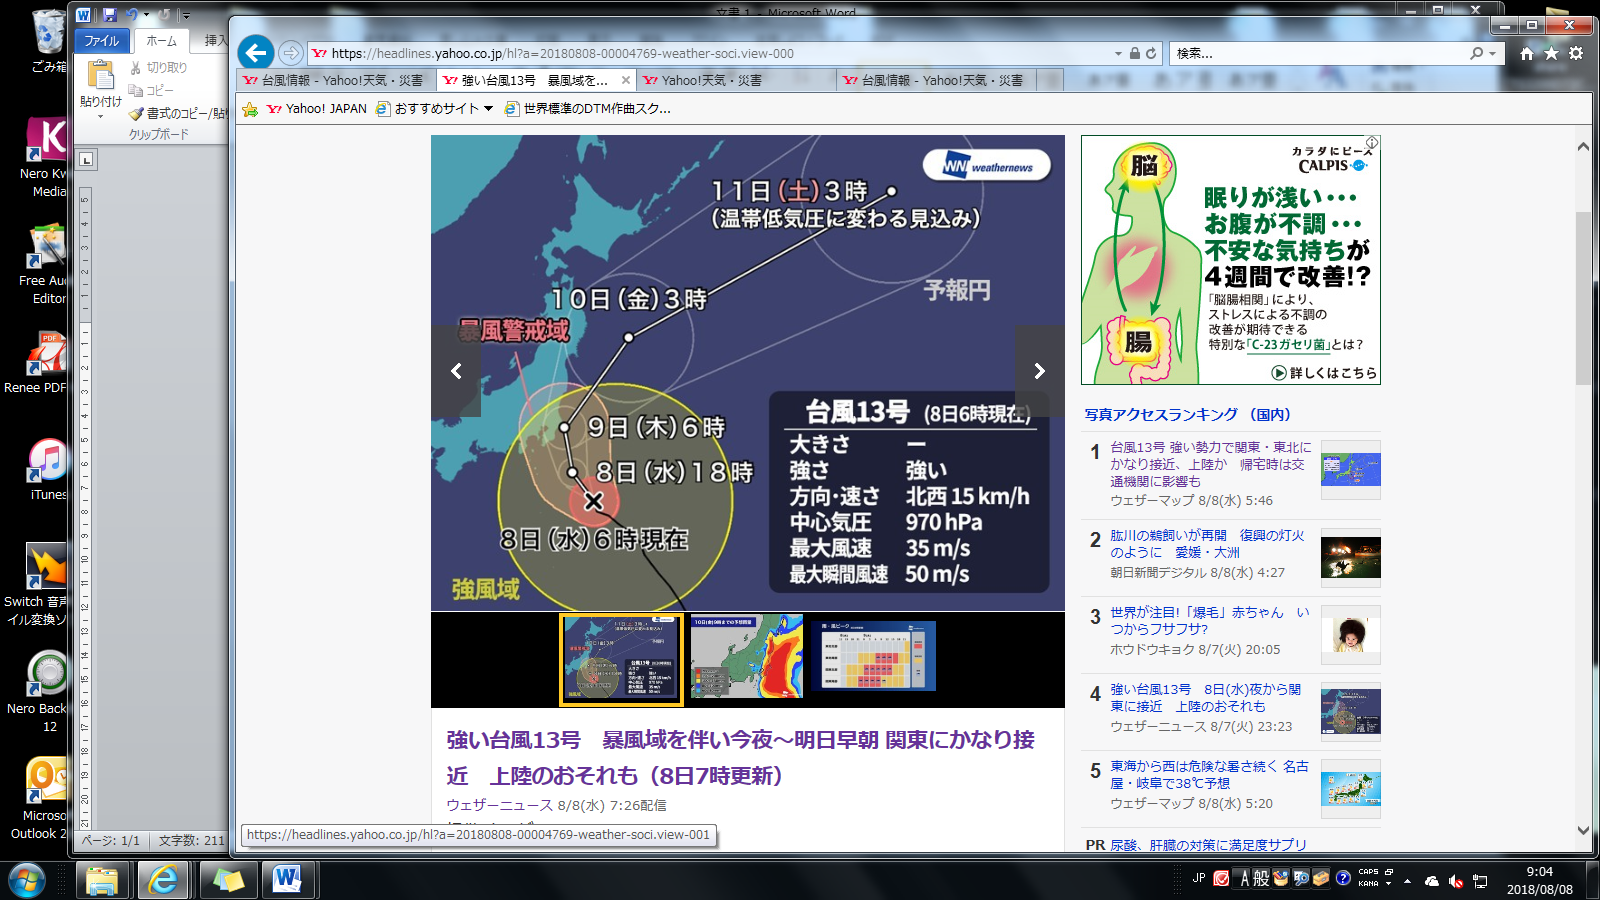 文書 1 - Microsoft Word
ファイル
ホーム
挿入
貼り付け
切り取り
コピー
書式のコピー/貼り
クリップボード
ページ: 1/1
文字数: 211
ごみ箱
Nero Kw
Media
Free Au
Editor
Renee PDF
iTunes
Switch 音声
イル変換ソ
Nero Back
12
Microso
Outlook 2
https://headlines.yahoo.co.jp/hl?a=20180808-00004769-weather-soci.view-000
検索...
台風情報 - Yahoo!天気・災害
強い台風13号　暴風域を...
Yahoo!天気・災害
台風情報 - Yahoo!天気・災害
Yahoo! JAPAN
おすすめサイト
世界標準のDTM作曲スク...
WN weathernews
11日(土)3時
(温帯低気圧に変わる見込み)
予報円
10日(金)3時
暴風警戒域
9日(木)6時
8日(水)18時
8日(水)6時現在
強風域
台風13号 (8日6時現在)
大きさ ー
強さ 強い
方向・速さ 北西 15 km/h
中心気圧 970 hPa
最大風速 35 m/s
最大瞬間風速 50 m/s
強い台風13号　暴風域を伴い今夜～明日早朝 関東にかなり接
近　上陸のおそれも（8日7時更新）
ウェザーニュース 8/8(水) 7:26配信
https://headlines.yahoo.co.jp/hl?a=20180808-00004769-weather-soci.view-001
カラダにピース
CALPIS
脳
腸
眠りが浅い・・・
お腹が不調・・・
不安な気持ちが
4週間で改善!?
「脳腸相関」により、
ストレスによる不調の
改善が期待できる
特別な「C-23ガセリ菌」とは？
詳しくはこちら
写真アクセスランキング （国内）
1 台風13号 強い勢力で関東・東北に
かなり接近、上陸か　帰宅時は交
通機関に影響も
ウェザーマップ 8/8(水) 5:46
2 肱川の鵜飼いが再開　復興の灯火
のように　愛媛・大洲
朝日新聞デジタル 8/8(水) 4:27
3 世界が注目!「爆毛」赤ちゃん　い
つからフサフサ?
ホウドウキョク 8/7(火) 20:05
4 強い台風13号　8日(水)夜から関
東に接近　上陸のおそれも
ウェザーニュース 8/7(火) 23:23
5 東海から西は危険な暑さ続く 名古
屋・岐阜で38℃予想
ウェザーマップ 8/8(水) 5:20
PR 尿酸、肝臓の対策に満足度サプリ
JP
A 般
CAPS
KANA
9:04
2018/08/08